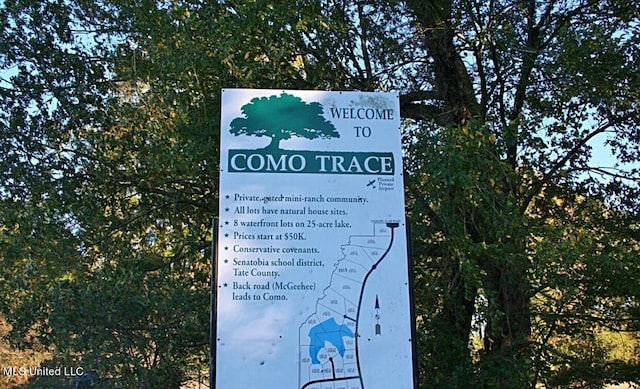 WELCOME
TO
COMO TRACE
Planned
Private
Airport
★ Private, gated mini-ranch community.
★ All lots have natural house sites.
★ 8 waterfront lots on 25-acre lake.
★ Prices start at $50K.
★ Conservative covenants.
★ Senatobia school district,
Tate County.
★ Back road (McGeehee)
leads to Como.
MLS United LLC